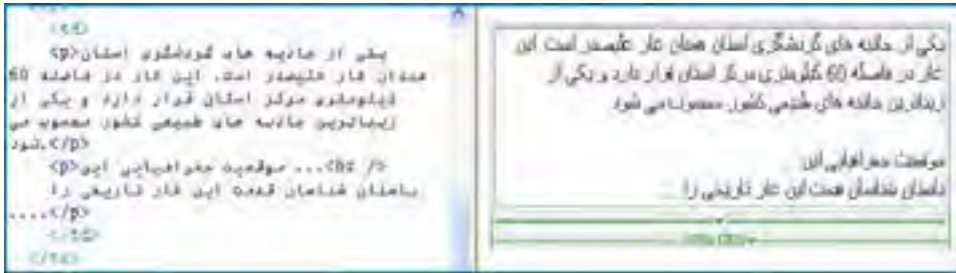 <td>
<p>یکی از جاذبه های گردشگری استان
همدان غار علیصدر است. این غار در فاصله 60
کیلومتری مرکز استان قرار دارد و یکی از
زیباترین جاذبه های طبیعی کشور محسوب می
شود.</p>
<p>موقعیت جغرافیایی این...<br />
باستان شناسان قدمت این غار تاریخی را
....</p>
</td>
</tr>
یکی از جاذبه های گردشگری استان همدان غار علیصدر است. این
غار در فاصله 60 کیلومتری مرکز استان قرار دارد و یکی از
زیباترین جاذبه های طبیعی کشور محسوب می شود
موقعیت جغرافیایی این
باستان شناسان قدمت این غار تاریخی را